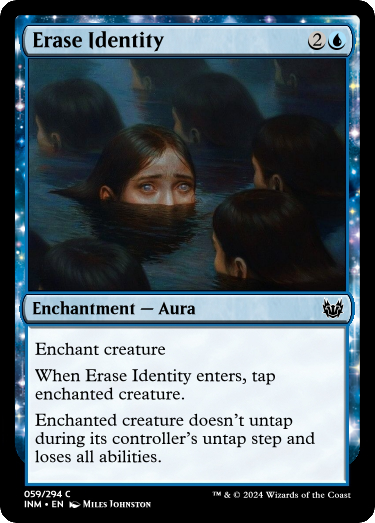 Erase Identity 2
Enchantment — Aura
Enchant creature
When Erase Identity enters, tap
enchanted creature.
Enchanted creature doesn't untap
during its controller's untap step and
loses all abilities.
059/294 C
INM • EN Miles Johnston ™ & © 2024 Wizards of the Coast